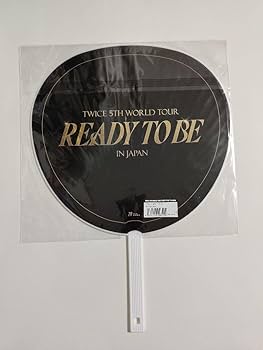 TWICE 5TH WORLD TOUR
READY TO BE
IN JAPAN